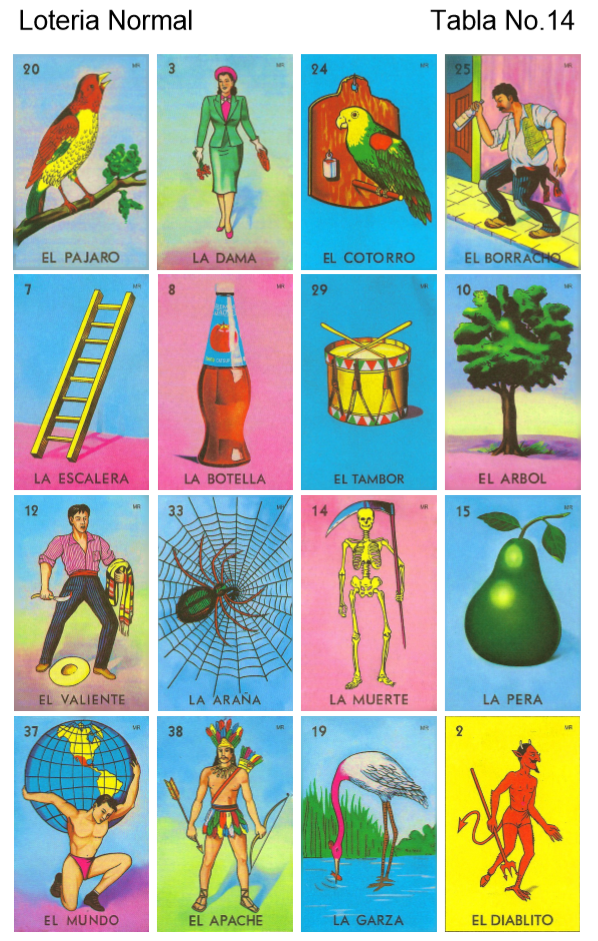 Loteria Normal
Tabla No.14
20
EL PAJARO
3
LA DAMA
24
EL COTORRO
25
EL BORRACHO
7
LA ESCALERA
8
LA BOTELLA
29
EL TAMBOR
10
EL ARBOL
12
EL VALIENTE
33
LA ARAÑA
14
LA MUERTE
15
LA PERA
37
EL MUNDO
38
EL APACHE
19
LA GARZA
2
EL DIABLITO